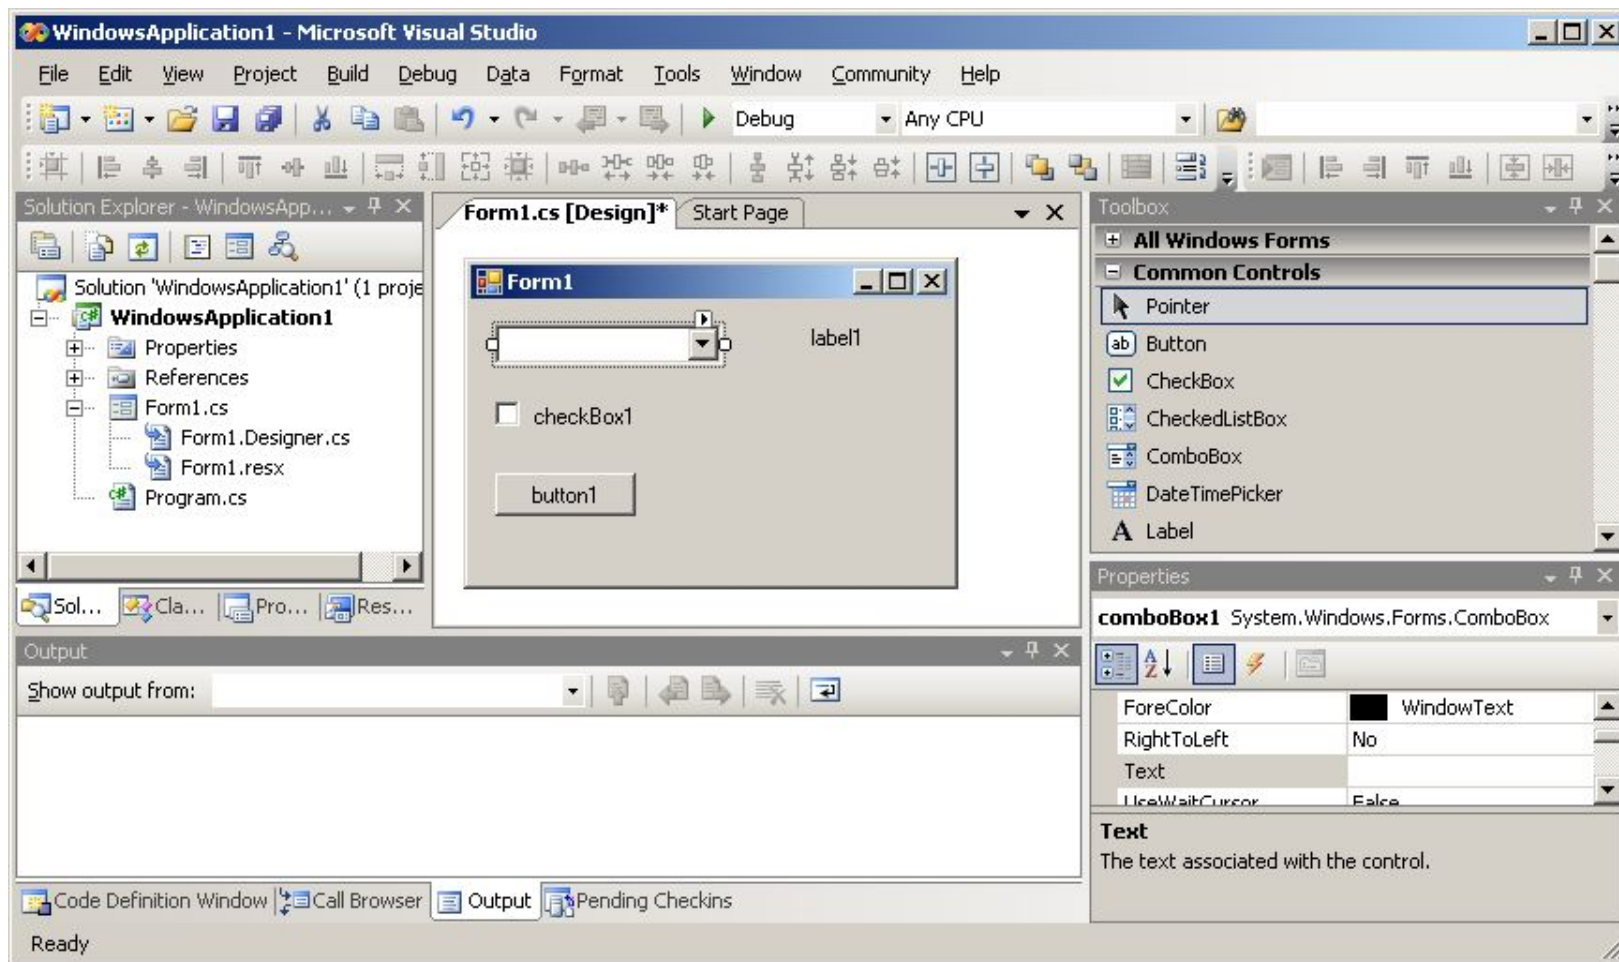 WindowsApplication1 - Microsoft Visual Studio
File Edit View Project Build Debug Data Format Tools Window Community Help
Debug Any CPU
Solution Explorer - WindowsApp...
Solution 'WindowsApplication1' (1 proje
WindowsApplication1
Properties
References
Form1.cs
Form1.Designer.cs
Form1.resx
Program.cs
Sol... Cla... Pro... Res...
Form1.cs [Design]* Start Page
Form1
label1
checkBox1
button1
Toolbox
All Windows Forms
Common Controls
Pointer
ab Button
CheckBox
CheckedListBox
ComboBox
DateTimePicker
A Label
Output
Show output from:
Code Definition Window Call Browser Output Pending Checkins
Properties
comboBox1 System.Windows.Forms.ComboBox
ForeColor WindowText
RightToLeft No
Text
UseWaitCursor False
Text
The text associated with the control.
Ready